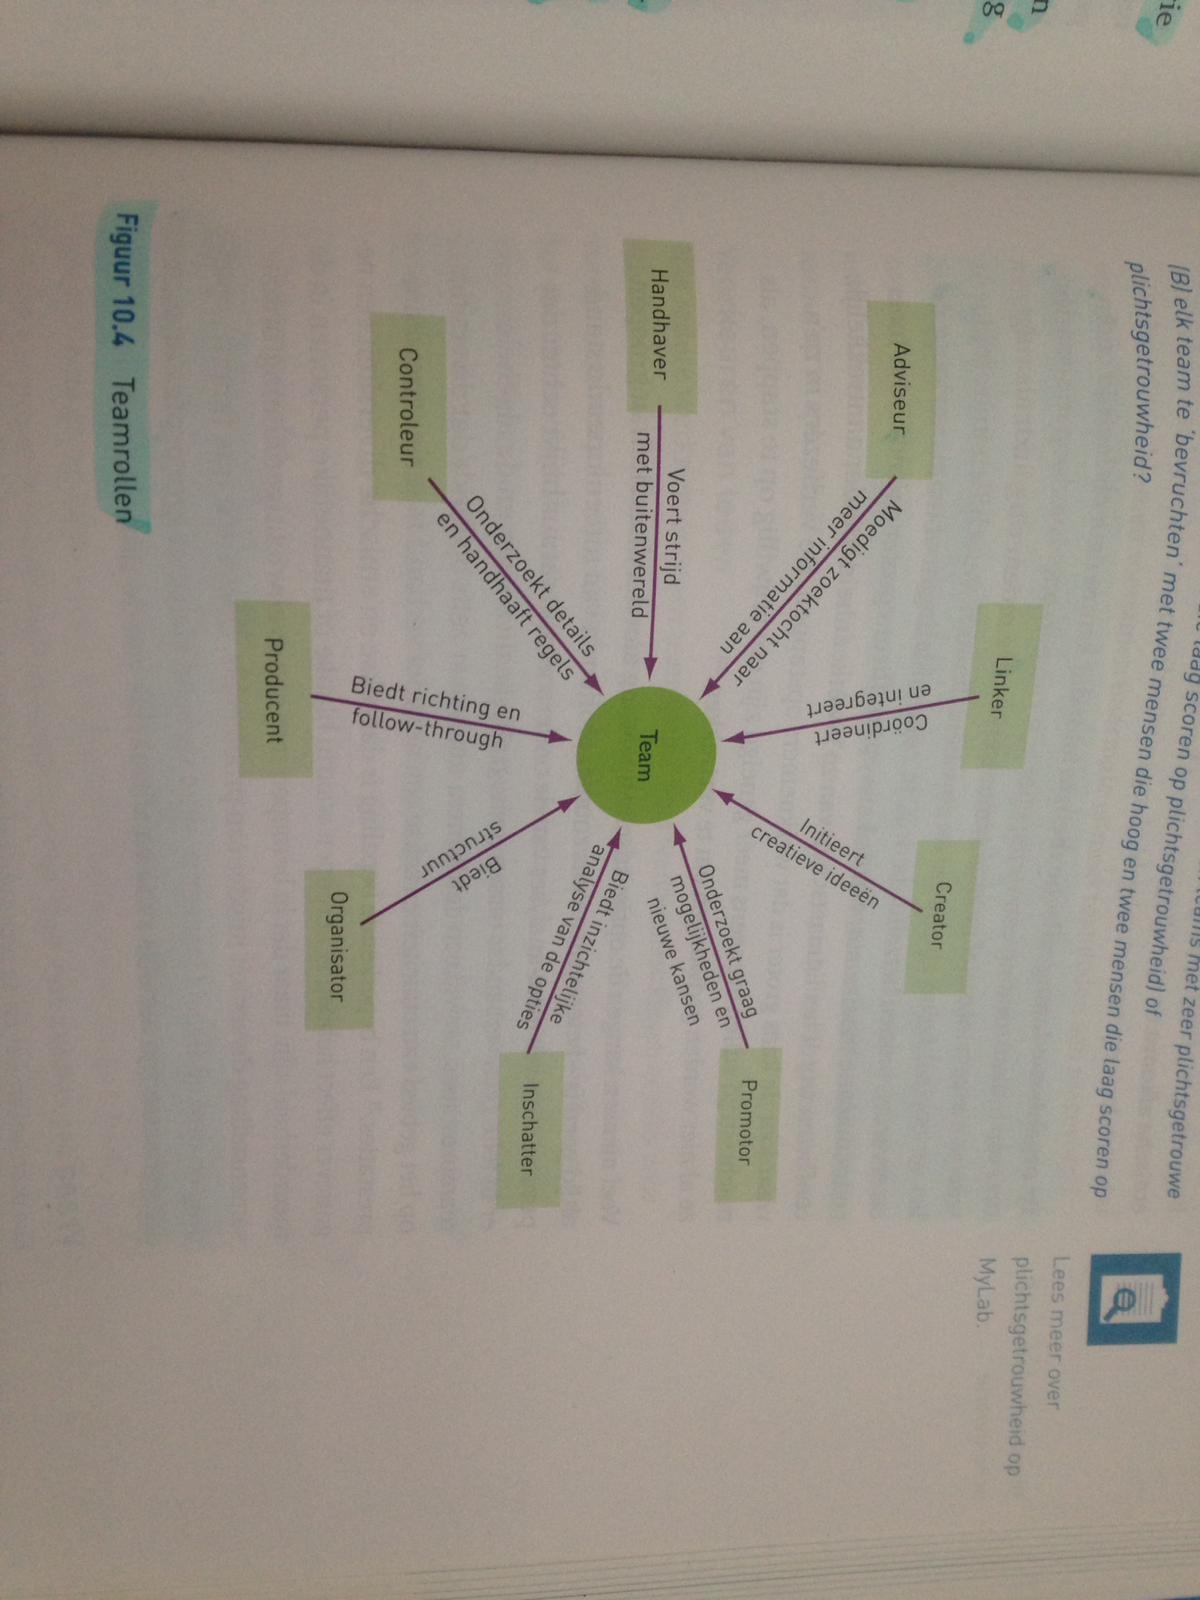 (B) elk team te 'bevruchten' met twee mensen die hoog en twee mensen die laag scoren op
plichtsgetrouwheid?
laag scoren op plichtsgetrouwheid) of
met zeer plichtsgetrouwe
Lees meer over
plichtsgetrouwheid op
MyLab.
Linker
Creator
Adviseur
Promotor
Coördineert
en integreert
Initieert
creatieve ideeën
Moedigt zoektocht naar
meer informatie aan
Onderzoekt graag
mogelijkheden en
nieuwe kansen
Handhaver
Voert strijd
met buitenwereld
Team
Biedt inzichtelijke
analyse van de opties
Inschatter
Onderzoekt details
en handhaaft regels
Controleur
Biedt richting en
follow-through
Biedt
structuur
Producent
Organisator
Figuur 10.4 Teamrollen